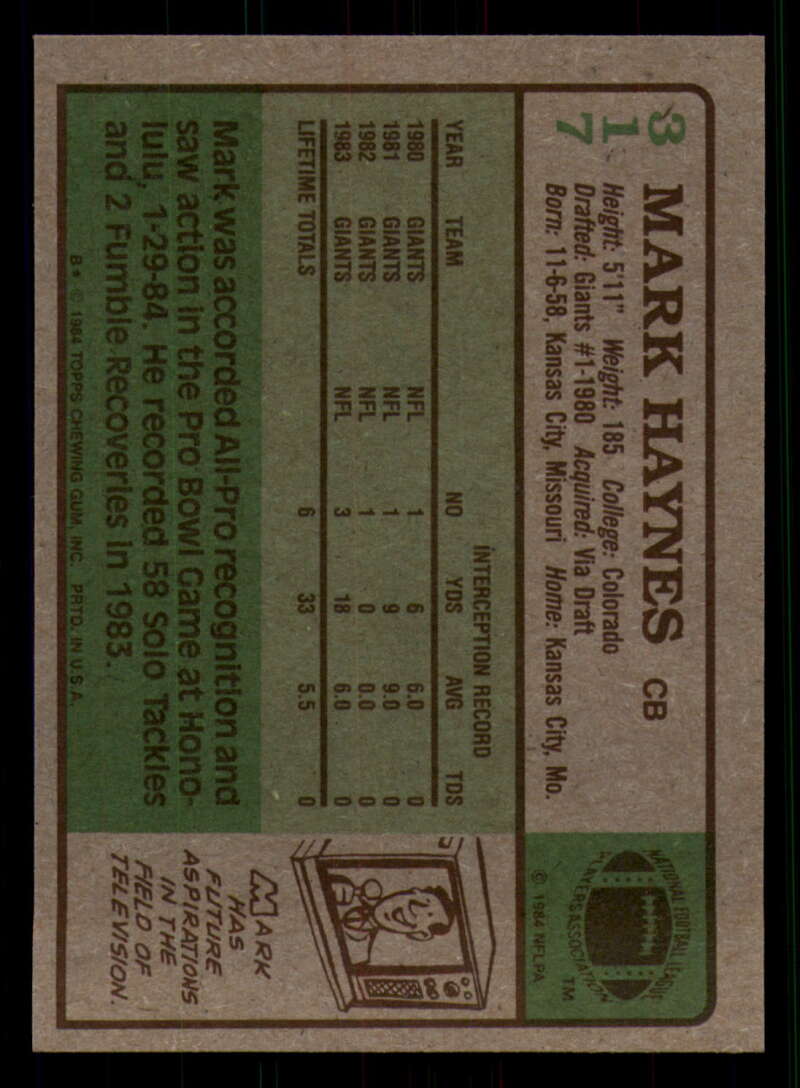 317
MARK HAYNES CB
Height: 5'11" Weight: 185 College: Colorado
Drafted: Giants #1-1980 Acquired: Via Draft
Born: 11-6-58, Kansas City, Missouri Home: Kansas City, Mo.
NATIONAL FOOTBALL LEAGUE
PLAYERS ASSOCIATION
TM
© 1984 NFLPA
INTERCEPTION RECORD
YEAR TEAM NO YDS AVG TDS
1980 GIANTS NFL 1 6 6.0 0
1981 GIANTS NFL 1 9 9.0 0
1982 GIANTS NFL 1 0 0.0 0
1983 GIANTS NFL 3 18 6.0 0
LIFETIME TOTALS 6 33 5.5 0
Mark was accorded All-Pro recognition and
saw action in the Pro Bowl Game at Hono-
lulu, 1-29-84. He recorded 58 Solo Tackles
and 2 Fumble Recoveries in 1983.
B* © 1984 TOPPS CHEWING GUM, INC. PRTD. IN U.S.A.
MARK
HAS
FUTURE
ASPIRATIONS
IN THE
FIELD OF
TELEVISION.